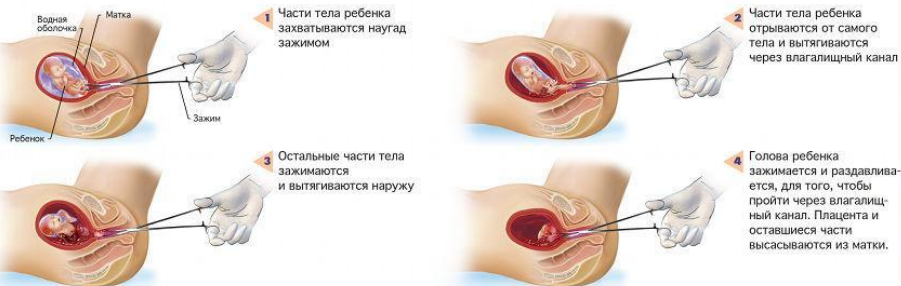 Водная
оболочка
Матка
Ребенок
Зажим
1
Части тела ребенка
захватываются наугад
зажимом
2
Части тела ребенка
отрываются от самого
тела и вытягиваются
через влагалищный канал
3
Остальные части тела
зажимаются
и вытягиваются наружу
4
Голова ребенка
зажимается и раздавлива-
ется, для того, чтобы
пройти через влагалищ-
ный канал. Плацента и
оставшиеся части
высасываются из матки.